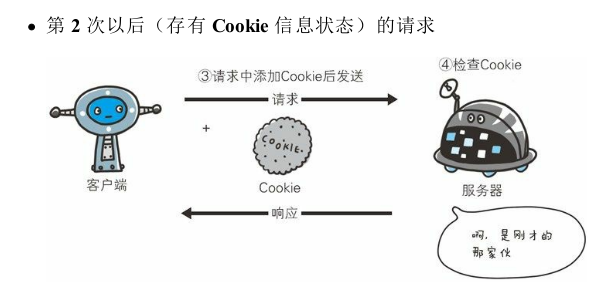 • 第 2 次以后（存有 Cookie 信息状态）的请求
③请求中添加Cookie后发送
④检查Cookie
请求
+
COOKIE.
客户端
Cookie
服务器
响应
啊，是刚才的
那家伙